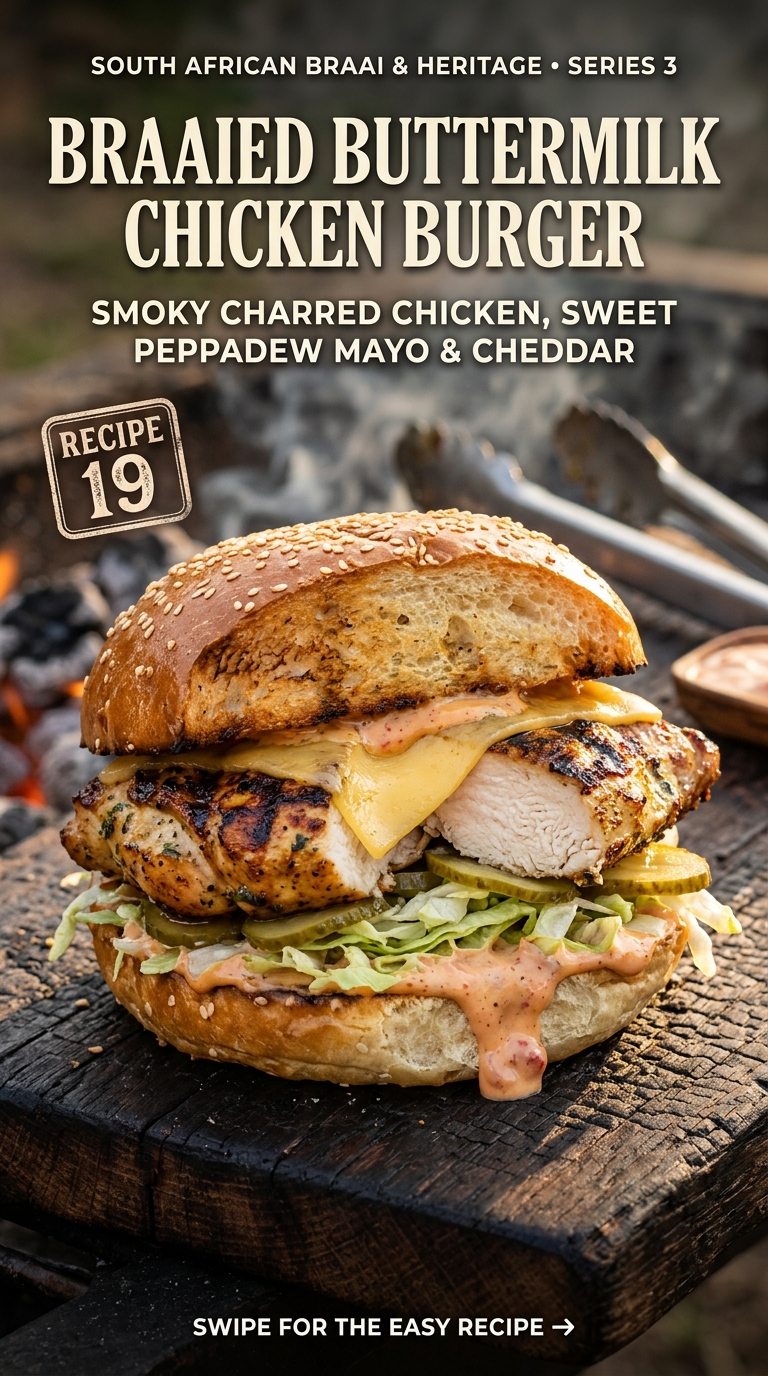 SOUTH AFRICAN BRAAI & HERITAGE • SERIES 3
BRAAIED BUTTERMILK
CHICKEN BURGER
SMOKY CHARRED CHICKEN, SWEET
PEPPADEW MAYO & CHEDDAR
RECIPE
19
SWIPE FOR THE EASY RECIPE →